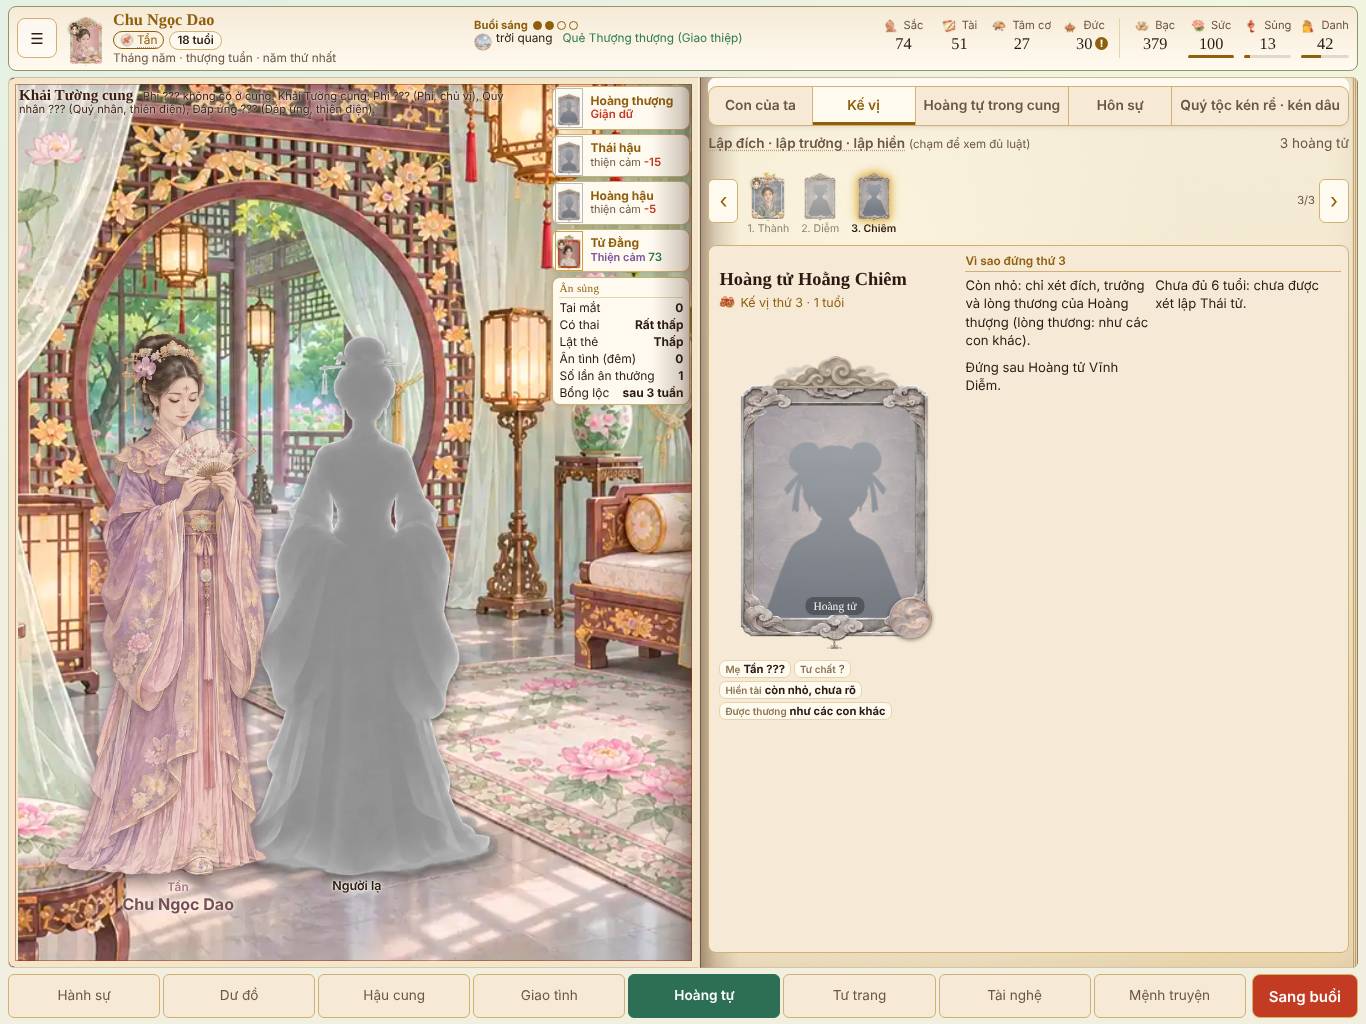 ☰
Chu Ngọc Dao
Tần
18 tuổi
Tháng năm · thượng tuần · năm thứ nhất
Buổi sáng
trời quang Quẻ Thượng thượng (Giao thiệp)
Sắc
74
Tài
51
Tâm cơ
27
Đức
30 !
Bạc
379
Sức
100
Sủng
13
Danh
42
Khải Tường cung · Phi ??? không có ở cung. Khải Tường cung: Phi ??? (Phi, chủ vị), Quý
nhân ??? (Quý nhân, thiên điện), Đáp ứng ??? (Đáp ứng, thiên điện).
Hoàng thượng
Giận dữ
Thái hậu
thiện cảm -15
Hoàng hậu
thiện cảm -5
Tử Đằng
Thiện cảm 73
Ân sủng
Tai mắt 0
Có thai Rất thấp
Lật thẻ Thấp
Ân tình (đêm) 0
Số lần ân thưởng 1
Bổng lộc sau 3 tuần
Tần
Chu Ngọc Dao
Người lạ
Con của ta
Kế vị
Hoàng tự trong cung
Hôn sự
Quý tộc kén rể · kén dâu
Lập đích · lập trưởng · lập hiền (chạm để xem đủ luật)
3 hoàng tử
‹
1. Thành
2. Diễm
3. Chiêm
3/3
›
Hoàng tử Hoằng Chiêm
Kế vị thứ 3 · 1 tuổi
Hoàng tử
Mẹ Tần ???
Tư chất ?
Hiền tài còn nhỏ, chưa rõ
Được thương như các con khác
Vì sao đứng thứ 3
Còn nhỏ: chỉ xét đích, trưởng
và lòng thương của Hoàng
thượng (lòng thương: như các
con khác).
Đứng sau Hoàng tử Vĩnh
Diễm.
Chưa đủ 6 tuổi: chưa được
xét lập Thái tử.
Hành sự
Dư đồ
Hậu cung
Giao tình
Hoàng tự
Tư trang
Tài nghệ
Mệnh truyện
Sang buổi